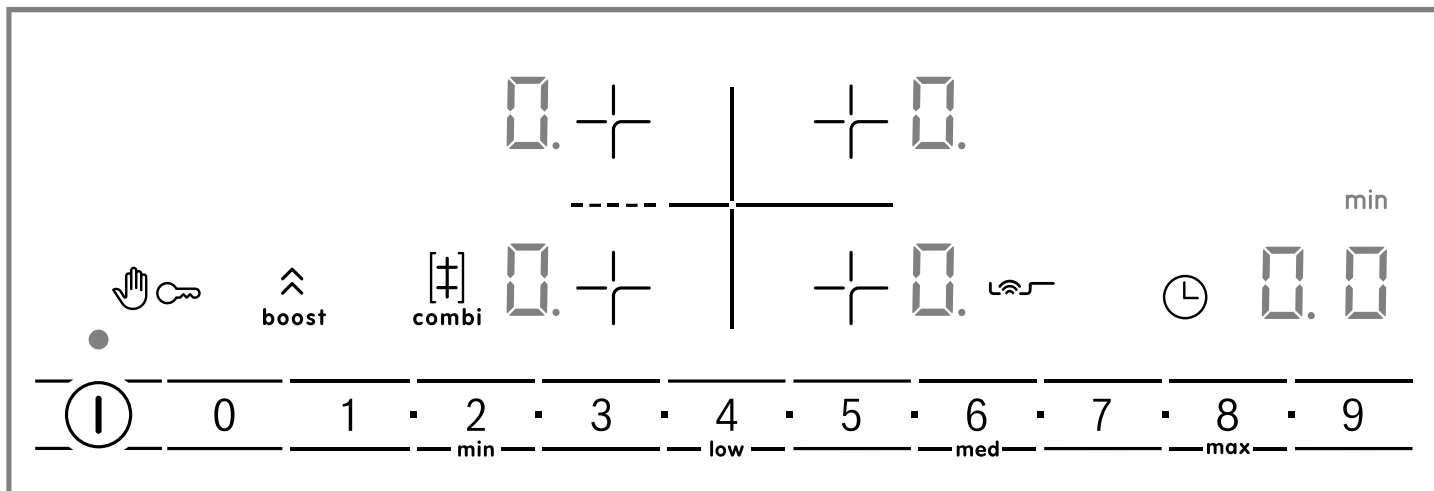 0. 0.
min
boost combi 0. 0. 0.0
0 1 · 2 · 3 · 4 · 5 · 6 · 7 · 8 · 9
min low med max